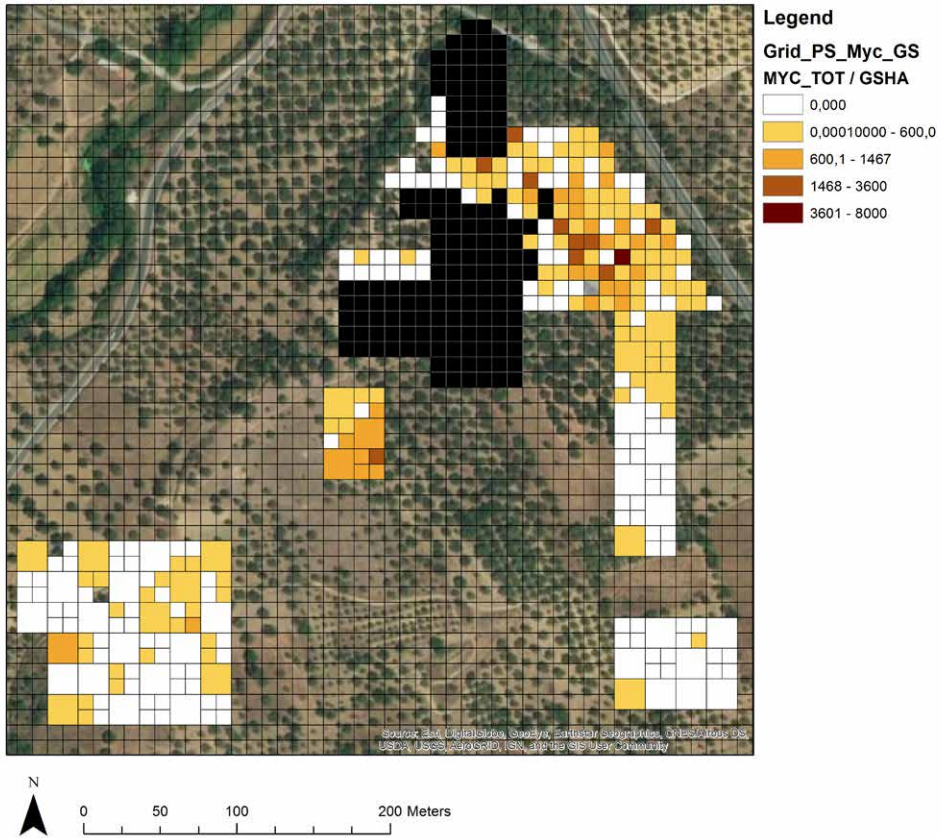 Legend
Grid_PS_Myc_GS
MYC_TOT / GSHA
0,000
0,00010000 - 600,0
600,1 - 1467
1468 - 3600
3601 - 8000
Source: Esri, DigitalGlobe, GeoEye, Earthstar Geographics, CNES/Airbus DS,
USDA, USGS, AeroGRID, IGN, and the GIS User Community
N
0 50 100 200 Meters